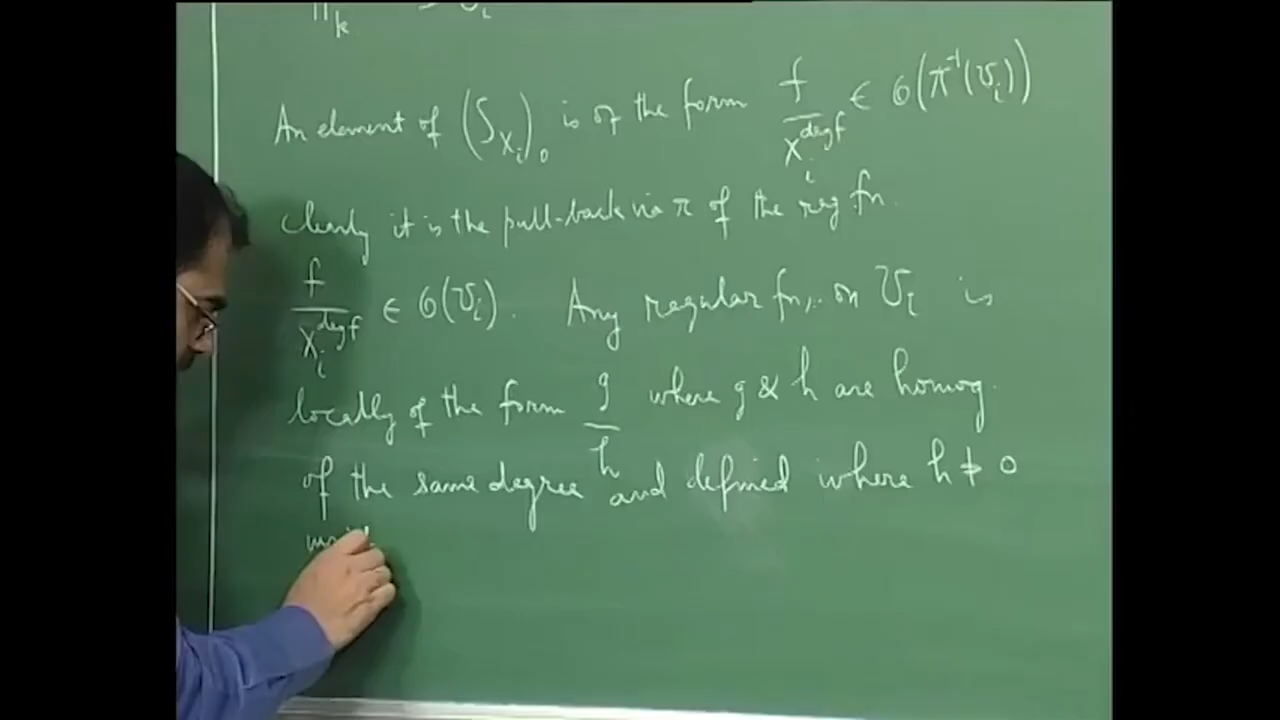 An element of (S_{X_i})_0 is of the form f / X_i^{deg f} ∈ O(π^{-1}(U_i))
clearly it is the pull-back via π of the reg. fn.
f / X_i^{deg f} ∈ O(U_i). Any regular fn. on U_i is
locally of the form g / h where g & h are homog.
of the same degree and defined where h ≠ 0